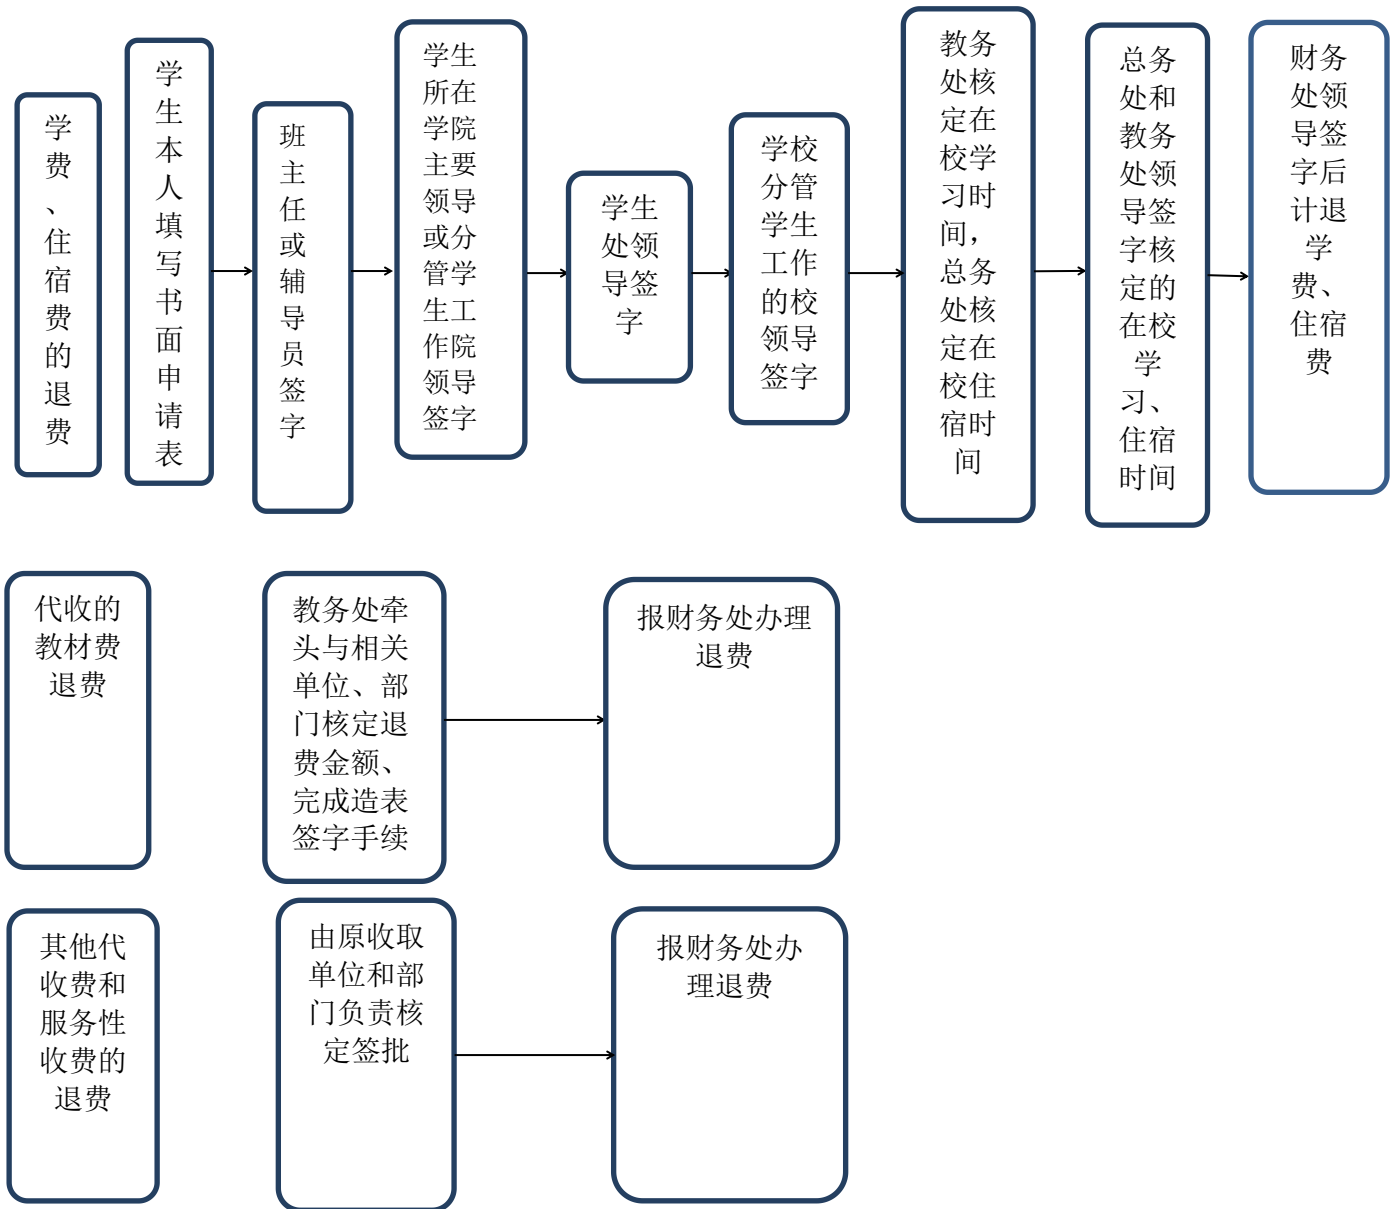 学
费
、
住
宿
费
的
退
费
学
生
本
人
填
写
书
面
申
请
表
班
主
任
或
辅
导
员
签
字
学生
所在
学院
主要
领导
或分
管学
生工
作院
领导
签字
学生
处领
导签
字
学校
分管
学生
工作
的校
领导
签字
教务
处核
定在
校学
习时
间，
总务
处核
定在
校住
宿时
间
总务
处和
教务
处领
导签
字核
定的
在校
学
习、
住宿
时间
财务
处领
导签
字后
计退
学
费、
住宿
费
代收的
教材费
退费
教务处牵
头与相关
单位、部
门核定退
费金额、
完成造表
签字手续
报财务处办理
退费
其他代
收费和
服务性
收费的
退费
由原收取
单位和部
门负责核
定签批
报财务处办
理退费